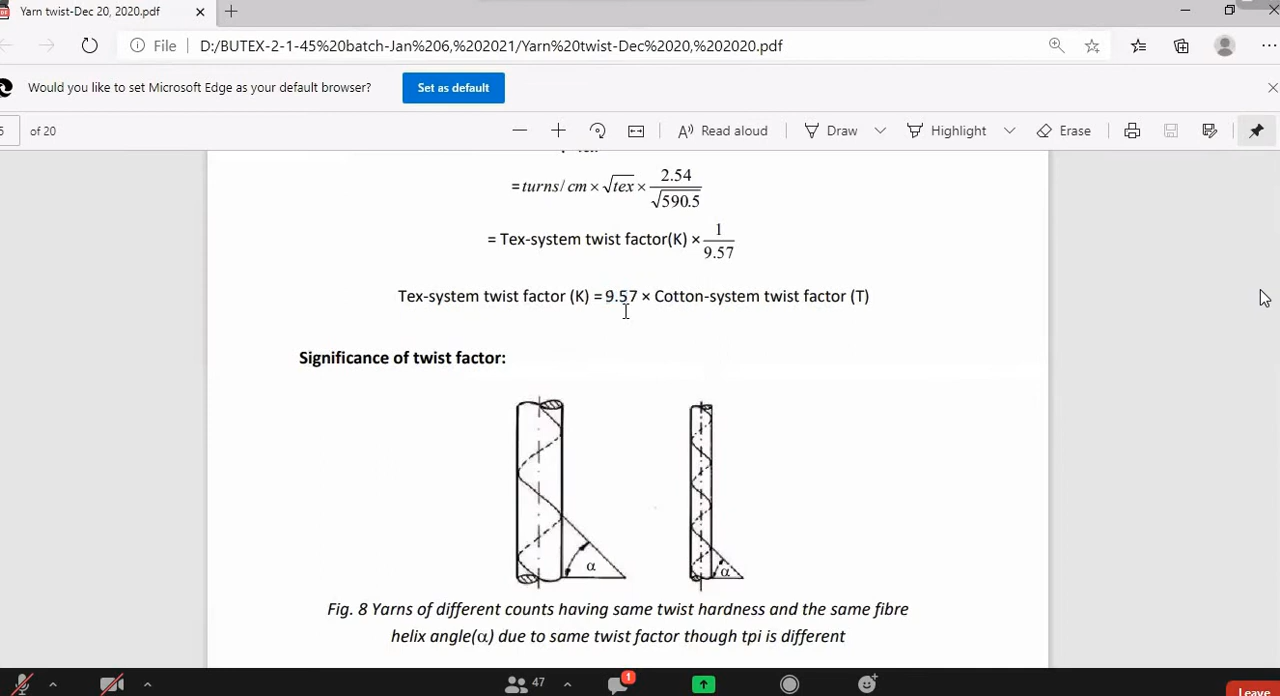 Yarn twist-Dec 20, 2020.pdf
File D:/BUTEX-2-1-45%20batch-Jan%206,%202021/Yarn%20twist-Dec%2020,%202020.pdf
Would you like to set Microsoft Edge as your default browser? Set as default
5 of 20 Read aloud Draw Highlight Erase
= turns/ cm × √tex × 2.54 / √590.5
= Tex-system twist factor(K) × 1 / 9.57
Tex-system twist factor (K) = 9.57 × Cotton-system twist factor (T)
Significance of twist factor:
α α
Fig. 8 Yarns of different counts having same twist hardness and the same fibre
helix angle(α) due to same twist factor though tpi is different
47 1
Leave